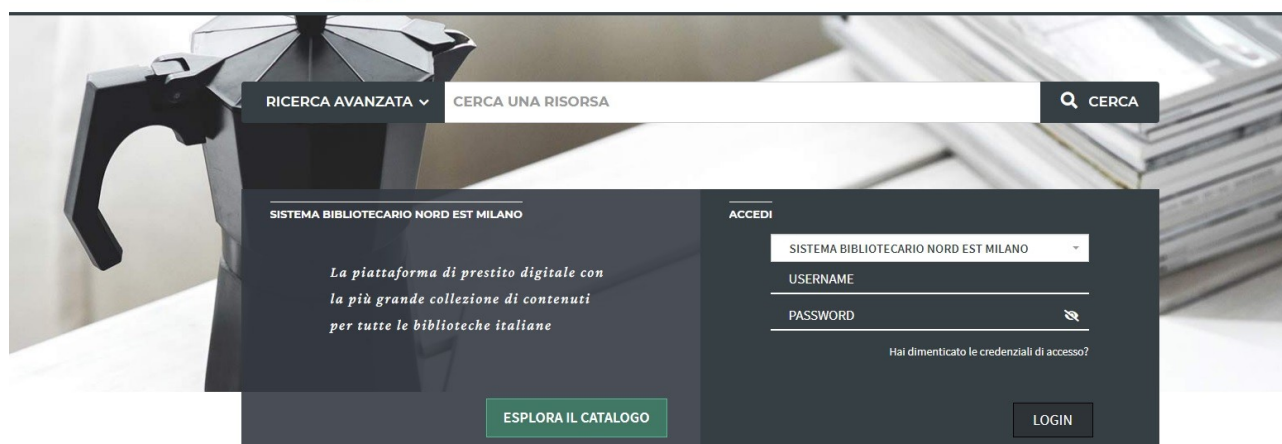 RICERCA AVANZATA
CERCA UNA RISORSA
CERCA
SISTEMA BIBLIOTECARIO NORD EST MILANO
La piattaforma di prestito digitale con
la più grande collezione di contenuti
per tutte le biblioteche italiane
ESPLORA IL CATALOGO
ACCEDI
SISTEMA BIBLIOTECARIO NORD EST MILANO
USERNAME
PASSWORD
Hai dimenticato le credenziali di accesso?
LOGIN